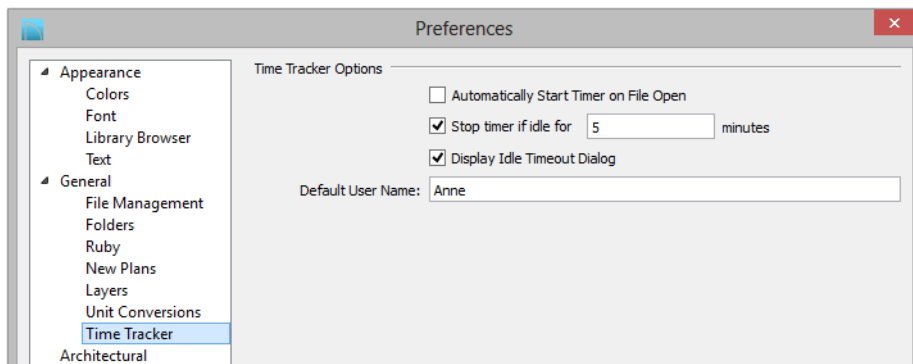 Preferences
Appearance
Colors
Font
Library Browser
Text
General
File Management
Folders
Ruby
New Plans
Layers
Unit Conversions
Time Tracker
Architectural
Time Tracker Options
Automatically Start Timer on File Open
Stop timer if idle for 5 minutes
Display Idle Timeout Dialog
Default User Name: Anne